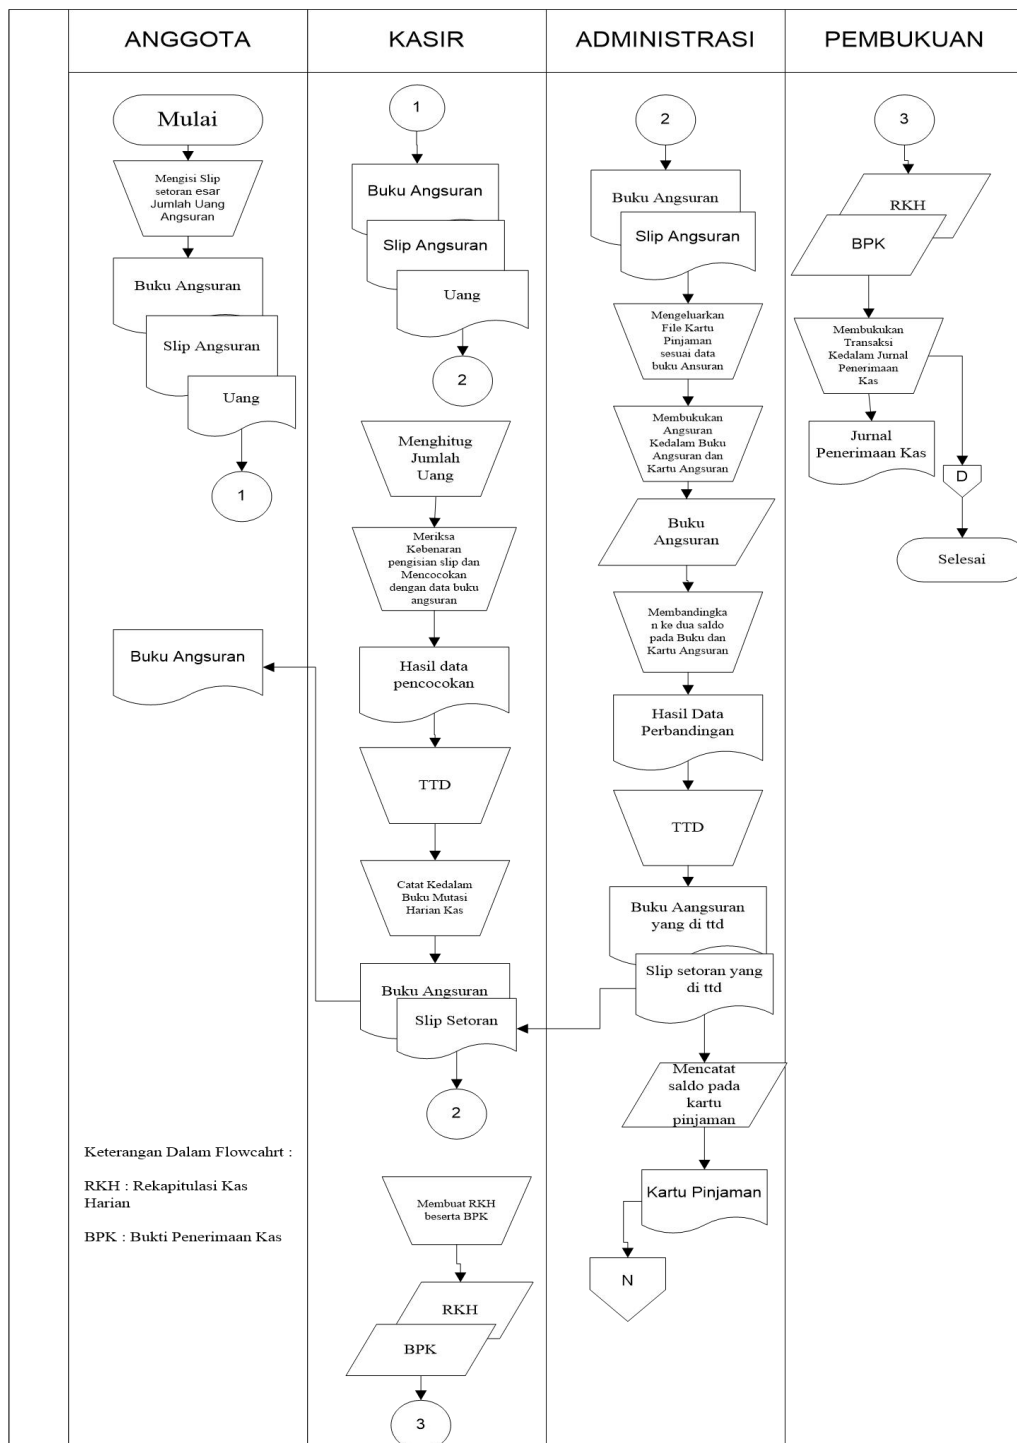 ANGGOTA
KASIR
ADMINISTRASI
PEMBUKUAN
Mulai
Mengisi Slip
setoran esar
Jumlah Uang
Angsuran
Buku Angsuran
Slip Angsuran
Uang
1
Buku Angsuran
Keterangan Dalam Flowcahrt :
RKH : Rekapitulasi Kas
Harian
BPK : Bukti Penerimaan Kas
1
Buku Angsuran
Slip Angsuran
Uang
2
Menghitug
Jumlah
Uang
Meriksa
Kebenaran
pengisian slip dan
Mencocokan
dengan data buku
angsuran
Hasil data
pencocokan
TTD
Catat Kedalam
Buku Mutasi
Harian Kas
Buku Angsuran
Slip Setoran
2
Membuat RKH
beserta BPK
RKH
BPK
3
2
Buku Angsuran
Slip Angsuran
Mengeluarkan
File Kartu
Pinjaman
sesuai data
buku Ansuran
Membukukan
Angsuran
Kedalam Buku
Angsuran dan
Kartu Angsuran
Buku
Angsuran
Membandingka
n ke dua saldo
pada Buku dan
Kartu Angsuran
Hasil Data
Perbandingan
TTD
Buku Aangsuran
yang di ttd
Slip setoran yang
di ttd
Mencatat
saldo pada
kartu
pinjaman
Kartu Pinjaman
N
3
RKH
BPK
Membukukan
Transaksi
Kedalam Jurnal
Penerimaan
Kas
Jurnal
Penerimaan Kas
D
Selesai